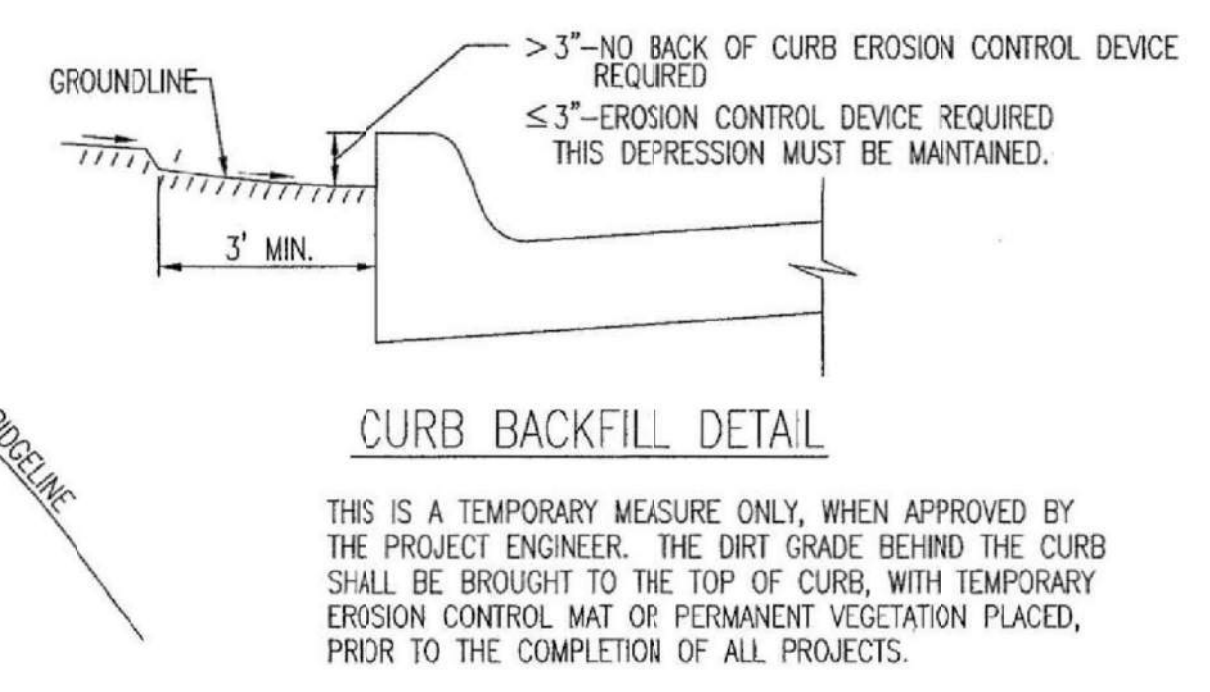 > 3"-NO BACK OF CURB EROSION CONTROL DEVICE
REQUIRED
GROUNDLINE
≤ 3"-EROSION CONTROL DEVICE REQUIRED
THIS DEPRESSION MUST BE MAINTAINED.
3' MIN.
CURB BACKFILL DETAIL
RIDGELINE
THIS IS A TEMPORARY MEASURE ONLY, WHEN APPROVED BY
THE PROJECT ENGINEER. THE DIRT GRADE BEHIND THE CURB
SHALL BE BROUGHT TO THE TOP OF CURB, WITH TEMPORARY
EROSION CONTROL MAT OR PERMANENT VEGETATION PLACED,
PRIOR TO THE COMPLETION OF ALL PROJECTS.